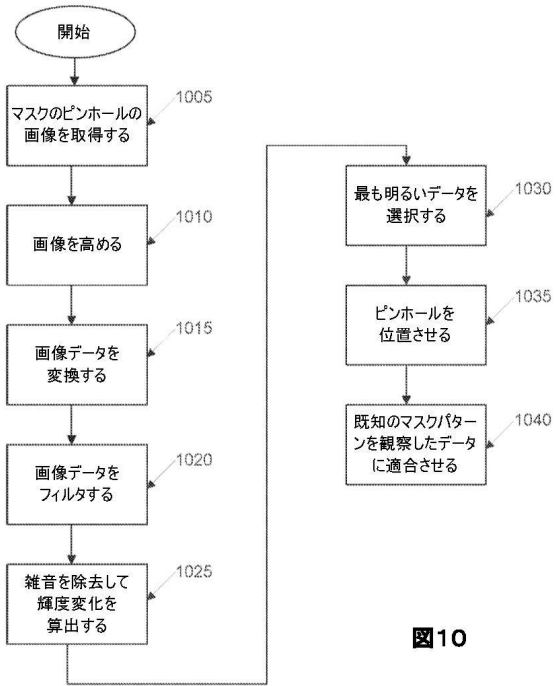 開始
1005
マスクのピンホールの
画像を取得する
1010
画像を高める
1015
画像データを
変換する
1020
画像データを
フィルタする
1025
雑音を除去して
輝度変化を
算出する
1030
最も明るいデータを
選択する
1035
ピンホールを
位置させる
1040
既知のマスクパター
ンを観察したデータ
に適合させる
図10